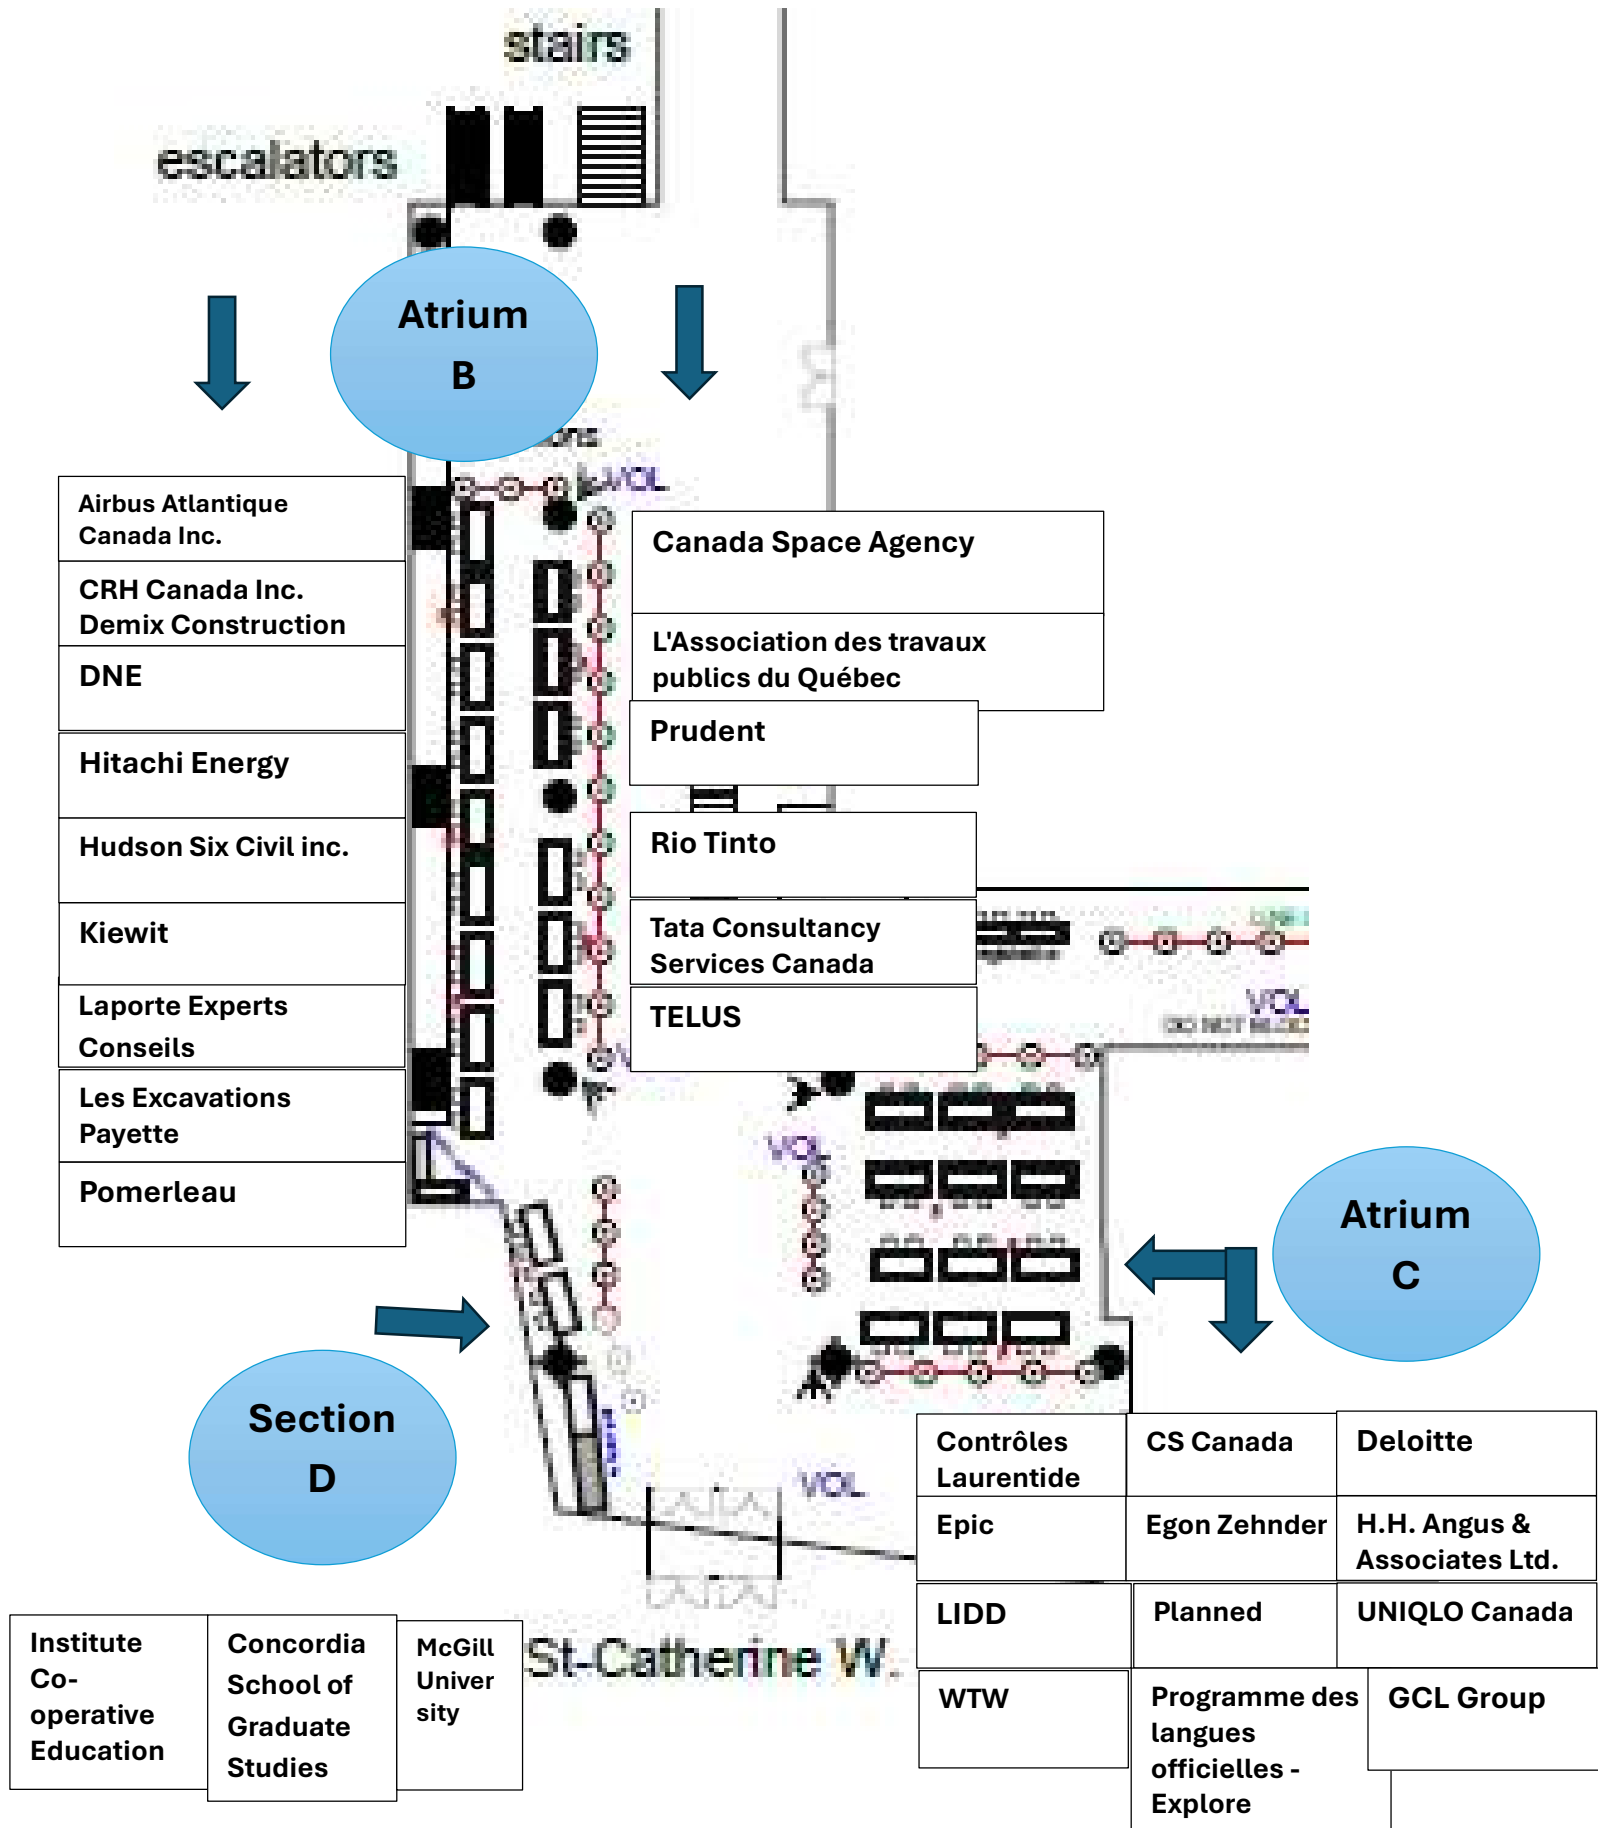 stairs
escalators
Atrium
B
VOL
Airbus Atlantique
Canada Inc.
CRH Canada Inc.
Demix Construction
DNE
Hitachi Energy
Hudson Six Civil inc.
Kiewit
Laporte Experts
Conseils
Les Excavations
Payette
Pomerleau
Canada Space Agency
L'Association des travaux
publics du Québec
Prudent
Rio Tinto
Tata Consultancy
Services Canada
TELUS
VOL
DO NOT
VOL
Atrium
C
Section
D
VOL
Contrôles
Laurentide
CS Canada
Deloitte
Epic
Egon Zehnder
H.H. Angus &
Associates Ltd.
LIDD
Planned
UNIQLO Canada
WTW
Programme des
langues
officielles -
Explore
GCL Group
Institute
Co-
operative
Education
Concordia
School of
Graduate
Studies
McGill
Univer
sity
St-Catherine W.